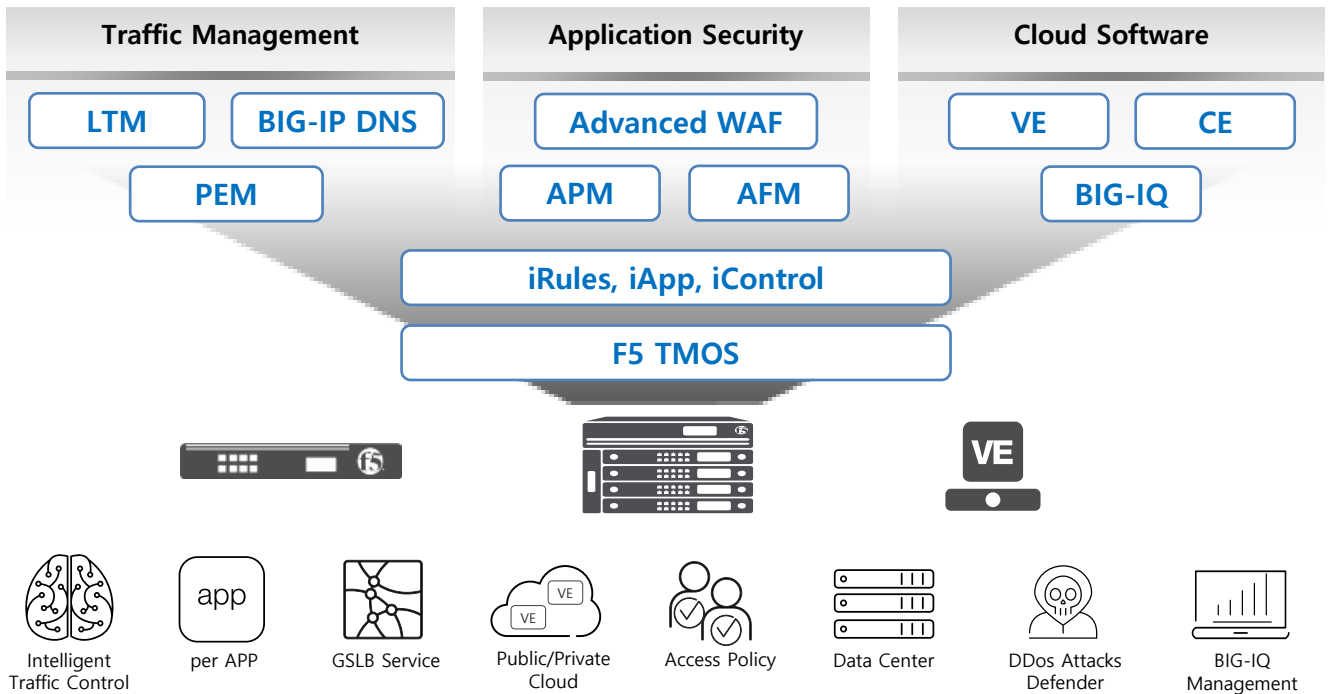 Traffic Management
Application Security
Cloud Software
LTM
BIG-IP DNS
Advanced WAF
VE
CE
PEM
APM
AFM
BIG-IQ
iRules, iApp, iControl
F5 TMOS
f5
f5
VE
app
VE
VE
Intelligent
Traffic Control
per APP
GSLB Service
Public/Private
Cloud
Access Policy
Data Center
DDos Attacks
Defender
BIG-IQ
Management